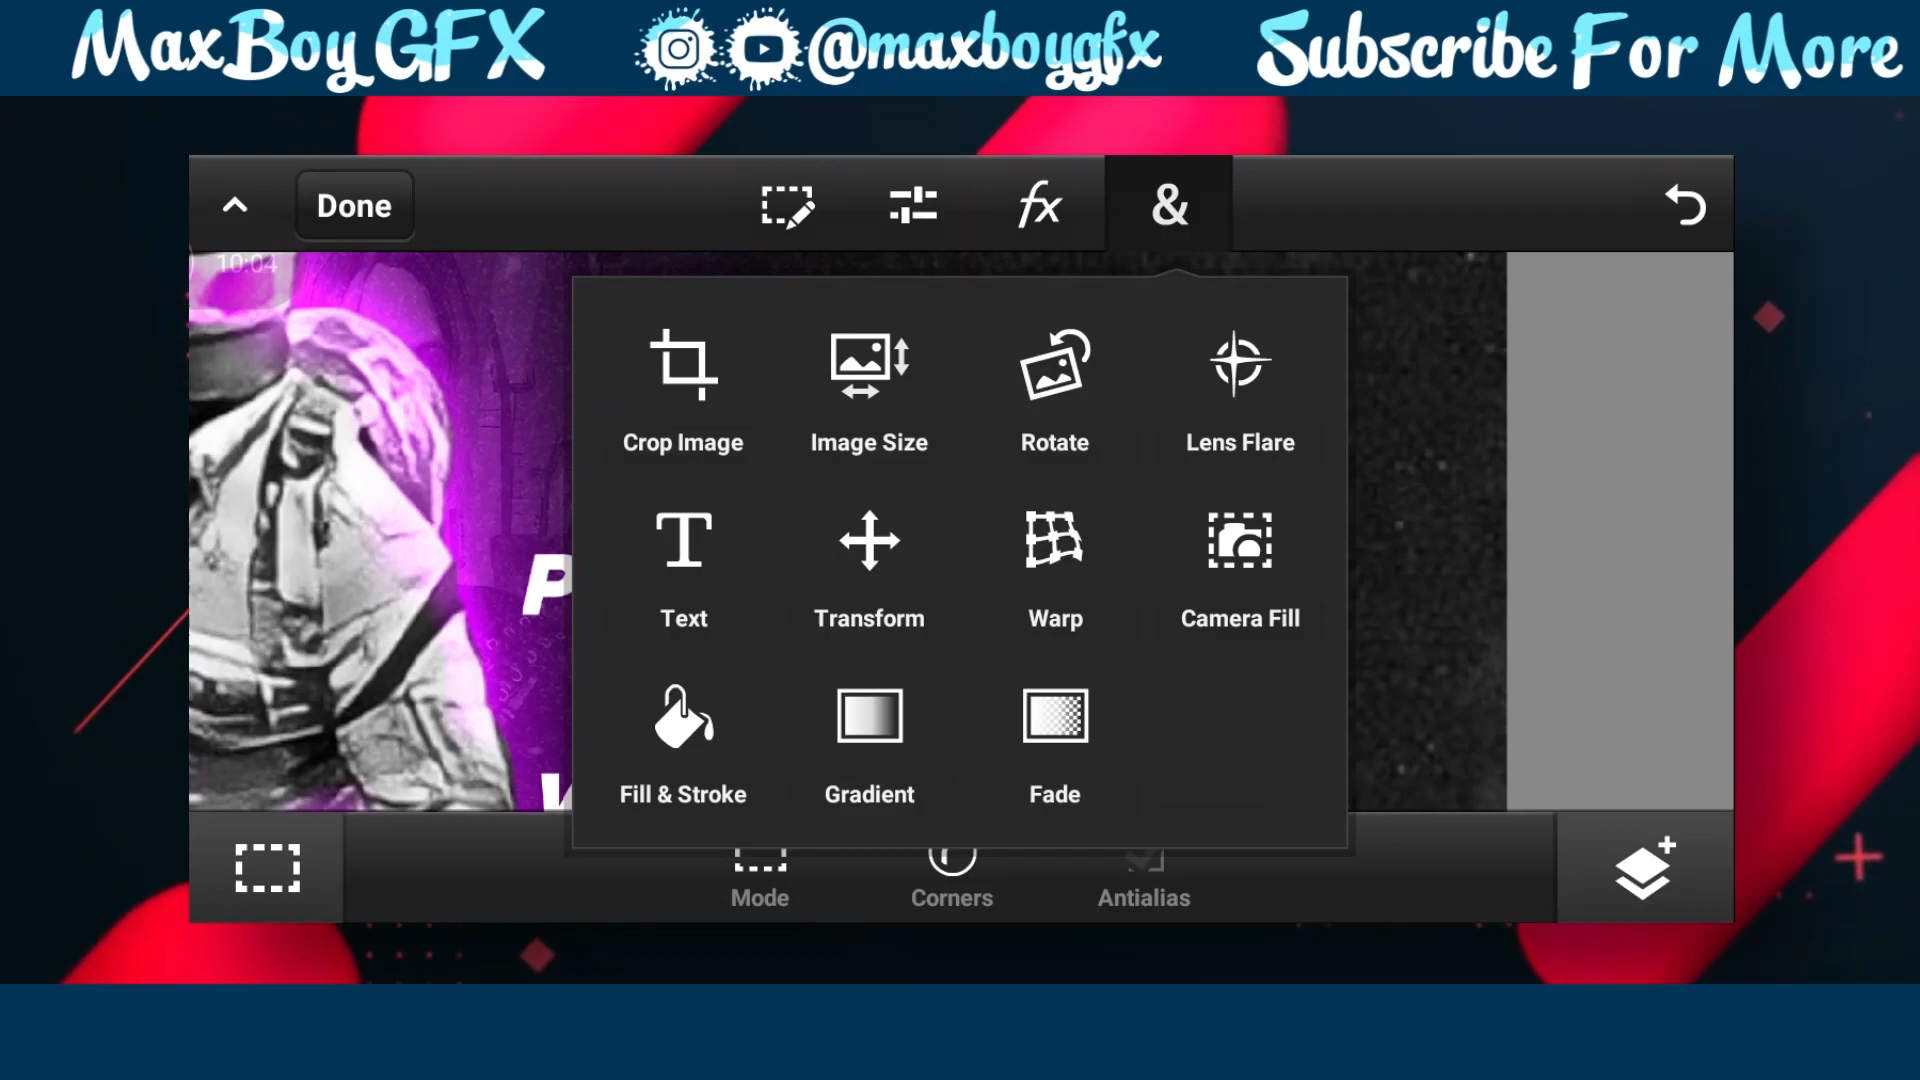 MaxBoy GFX @maxboygfx Subscribe For More
Done fx &
10:04
Crop Image Image Size Rotate Lens Flare
P
T
Text Transform Warp Camera Fill
Fill & Stroke Gradient Fade
Mode Corners Antialias